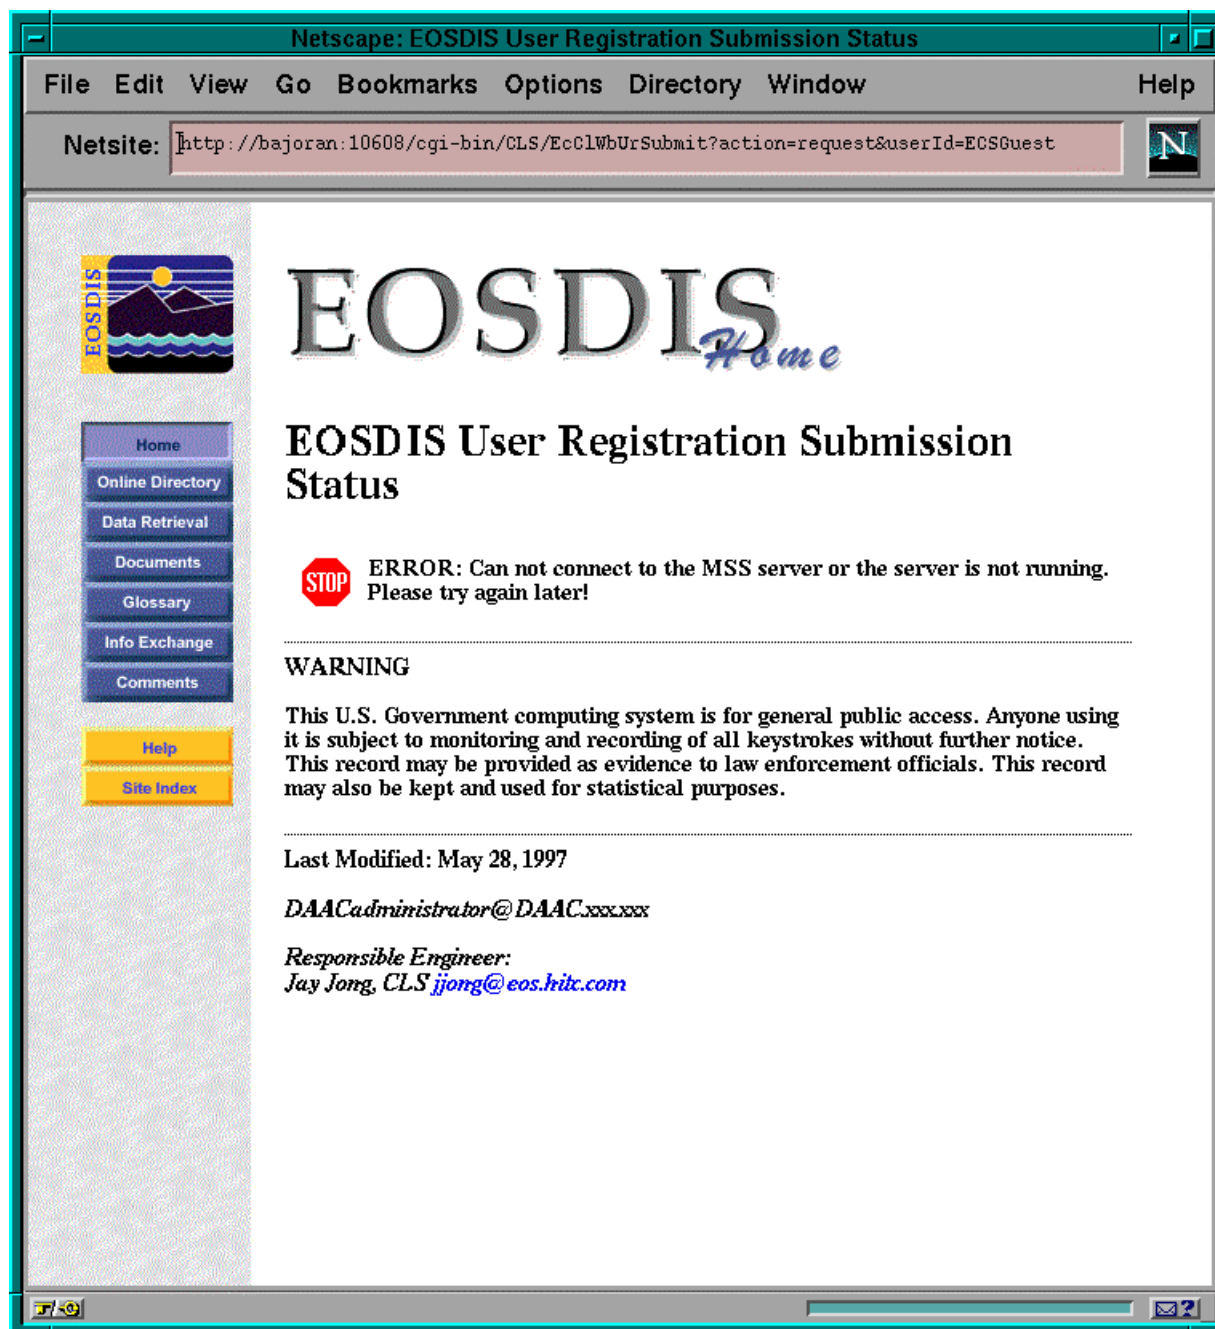 Netscape: EOSDIS User Registration Submission Status
File Edit View Go Bookmarks Options Directory Window Help
Netsite: http://bajoran:10608/cgi-bin/CLS/EcClWbUrSubmit?action=request&userId=ECSGuest
N
EOSDIS
EOSDIS
Home
Home
Online Directory
Data Retrieval
Documents
Glossary
Info Exchange
Comments
Help
Site Index
EOSDIS User Registration Submission
Status
STOP
ERROR: Can not connect to the MSS server or the server is not running.
Please try again later!
WARNING
This U.S. Government computing system is for general public access. Anyone using
it is subject to monitoring and recording of all keystrokes without further notice.
This record may be provided as evidence to law enforcement officials. This record
may also be kept and used for statistical purposes.
Last Modified: May 28, 1997
DAACadministrator@DAAC.xxx.xxx
Responsible Engineer:
Jay Jong, CLS jjong@eos.hitc.com
?